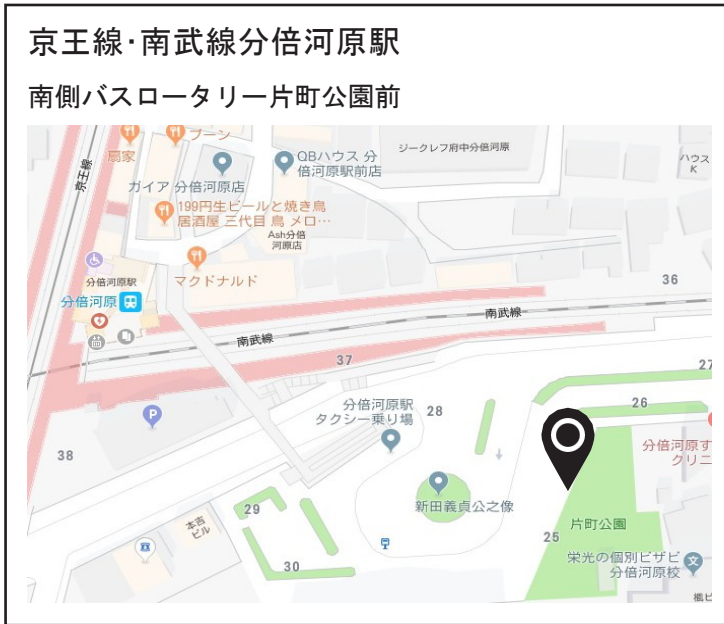 京王線･南武線分倍河原駅
南側バスロータリー片町公園前
扇家
ブーン
京王線
ガイア 分倍河原店
QBハウス 分
倍河原駅前店
ジークレフ府中分倍河原
ハウス
K
199円生ビールと焼き鳥
居酒屋 三代目 鳥 メロ…
Ash分倍
河原店
マクドナルド
分倍河原駅
分倍河原
36
南武線
南武線
37
27
26
P
分倍河原駅
タクシー乗り場
28
分倍河原す
クリニ
38
新田義貞公之像
29
本吉
ビル
25
片町公園
30
栄光の個別ビザビ
分倍河原校
文
楓ビ